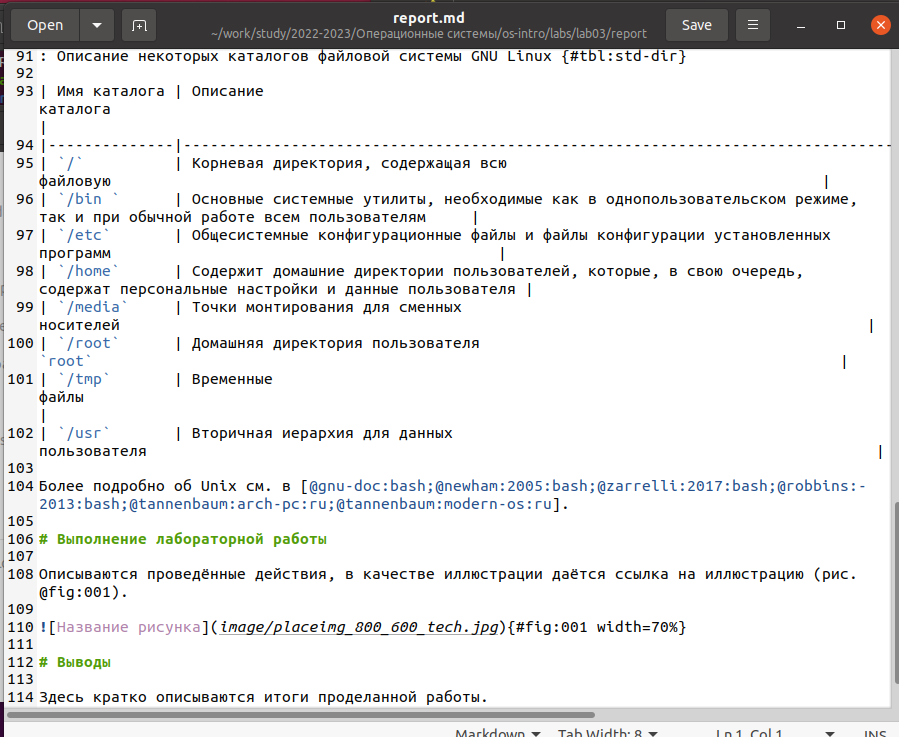 Open
report.md
~/work/study/2022-2023/Операционные системы/os-intro/labs/lab03/report
Save
91 : Описание некоторых каталогов файловой системы GNU Linux {#tbl:std-dir}
92
93 | Имя каталога | Описание
каталога
|
94 |--------------|-------------------------------------------------------------------------------
95 | `/` | Корневая директория, содержащая всю
файловую |
96 | `/bin ` | Основные системные утилиты, необходимые как в однопользовательском режиме,
так и при обычной работе всем пользователям |
97 | `/etc` | Общесистемные конфигурационные файлы и файлы конфигурации установленных
программ |
98 | `/home` | Содержит домашние директории пользователей, которые, в свою очередь,
содержат персональные настройки и данные пользователя |
99 | `/media` | Точки монтирования для сменных
носителей |
100 | `/root` | Домашняя директория пользователя
`root` |
101 | `/tmp` | Временные
файлы
|
102 | `/usr` | Вторичная иерархия для данных
пользователя |
103
104 Более подробно об Unix см. в [@gnu-doc:bash;@newham:2005:bash;@zarrelli:2017:bash;@robbins:-
2013:bash;@tannenbaum:arch-pc:ru;@tannenbaum:modern-os:ru].
105
106 # Выполнение лабораторной работы
107
108 Описываются проведённые действия, в качестве иллюстрации даётся ссылка на иллюстрацию (рис.
@fig:001).
109
110 ![Название рисунка](image/placeimg_800_600_tech.jpg){#fig:001 width=70%}
111
112 # Выводы
113
114 Здесь кратко описываются итоги проделанной работы.
Markdown Tab Width: 8 Ln 1, Col 1 INS